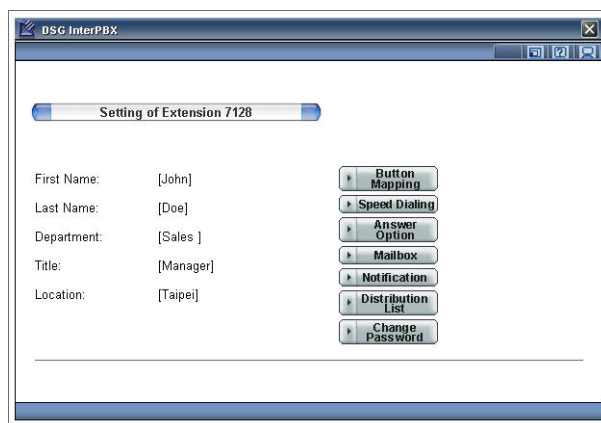 DSG InterPBX
Setting of Extension 7128
First Name: [John]
Last Name: [Doe]
Department: [Sales ]
Title: [Manager]
Location: [Taipei]
Button
Mapping
Speed Dialing
Answer
Option
Mailbox
Notification
Distribution
List
Change
Password